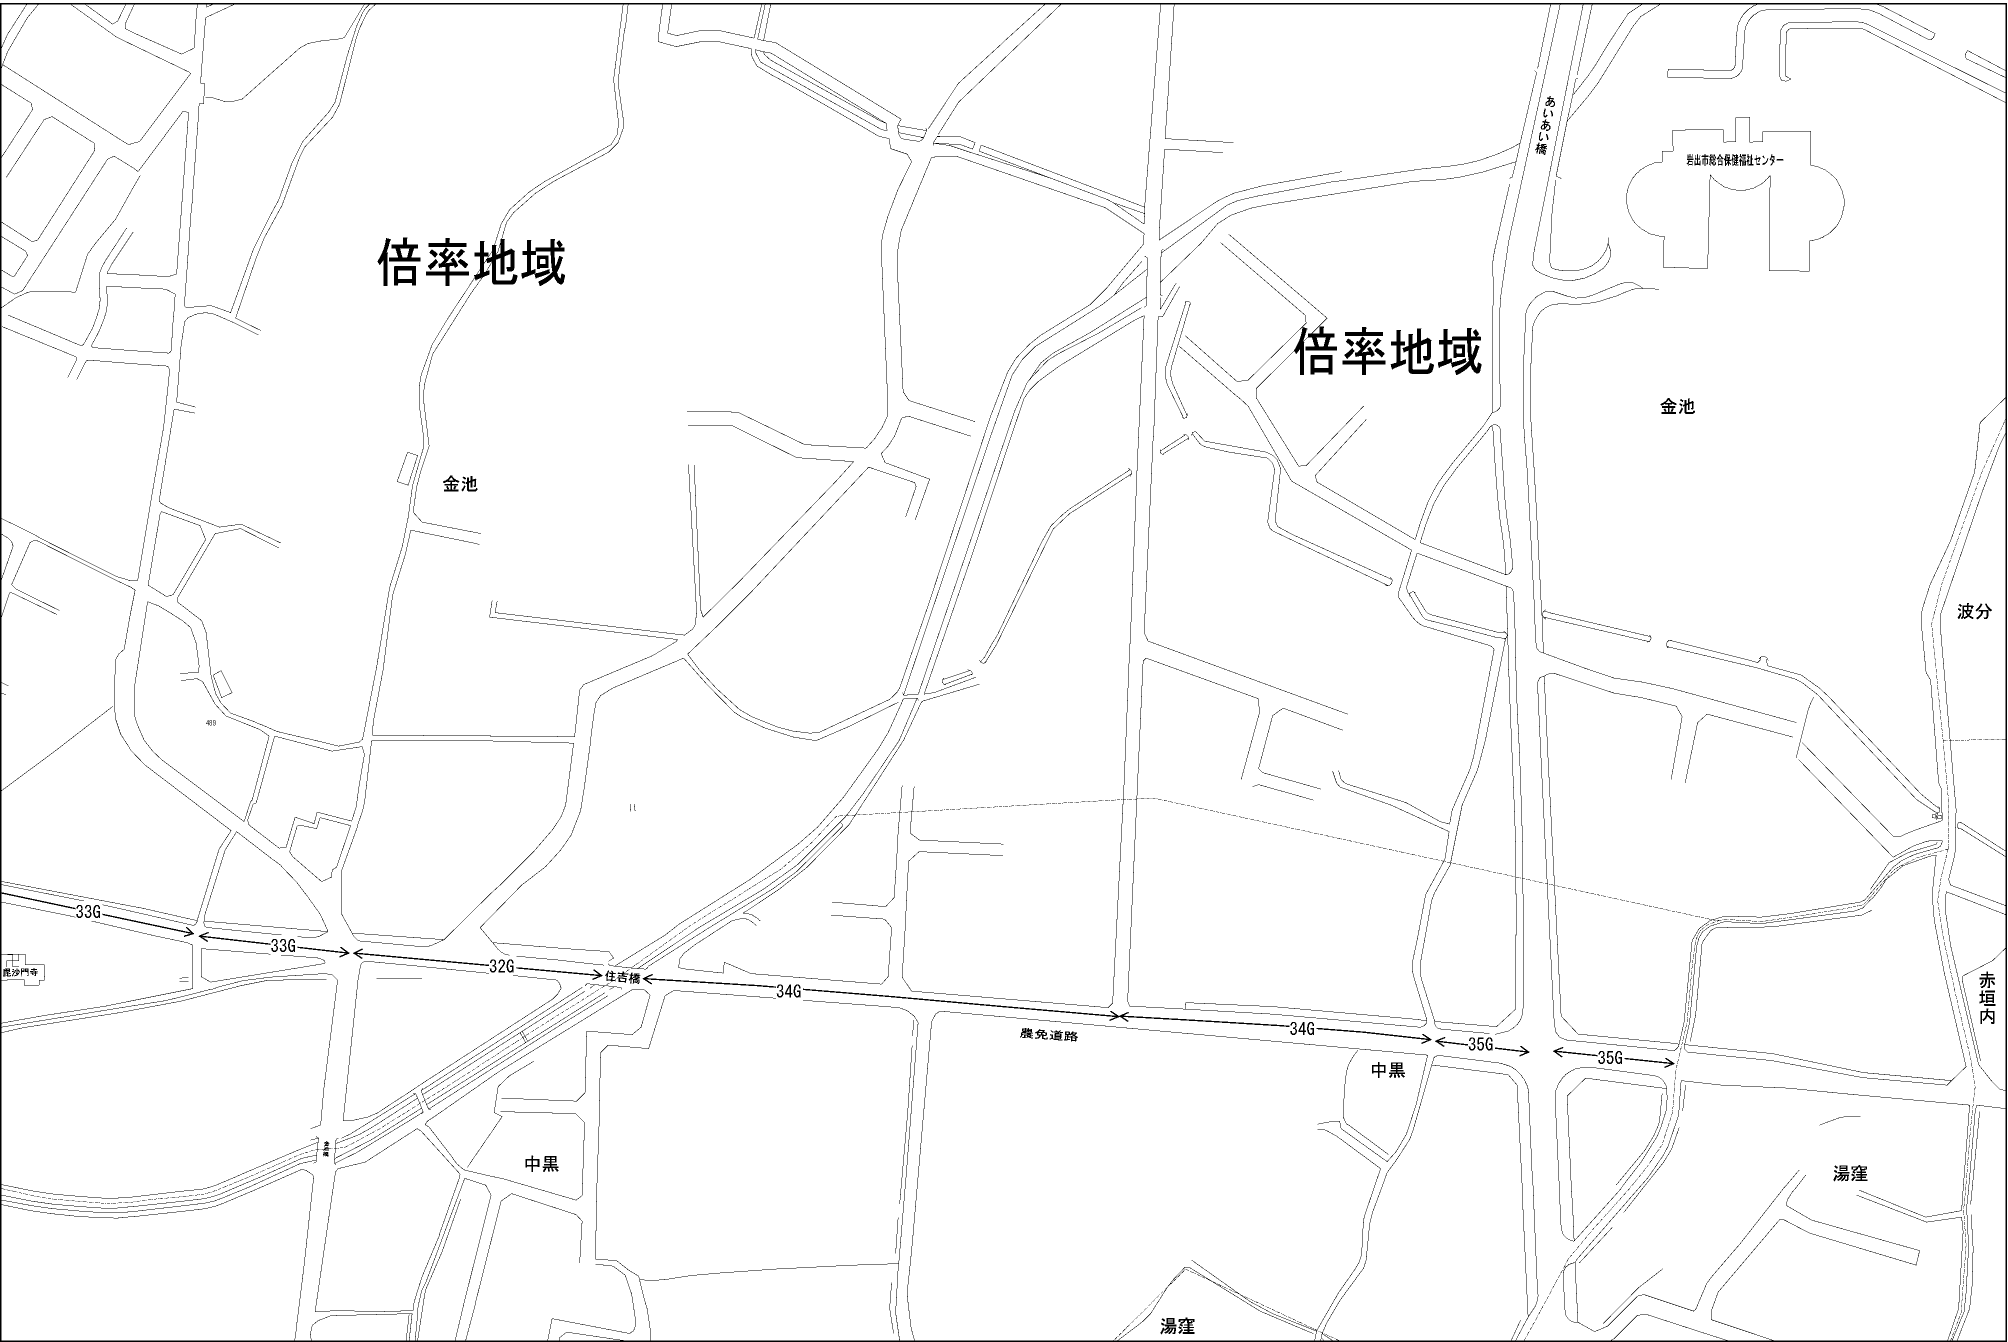 あいあい橋
岩出市総合保健福祉センター
倍率地域
倍率地域
金池
金池
波分
489
33G
33G
32G
住吉橋
34G
34G
35G
35G
毘沙門寺
赤垣内
農免道路
中黒
中黒
湯窪
湯窪